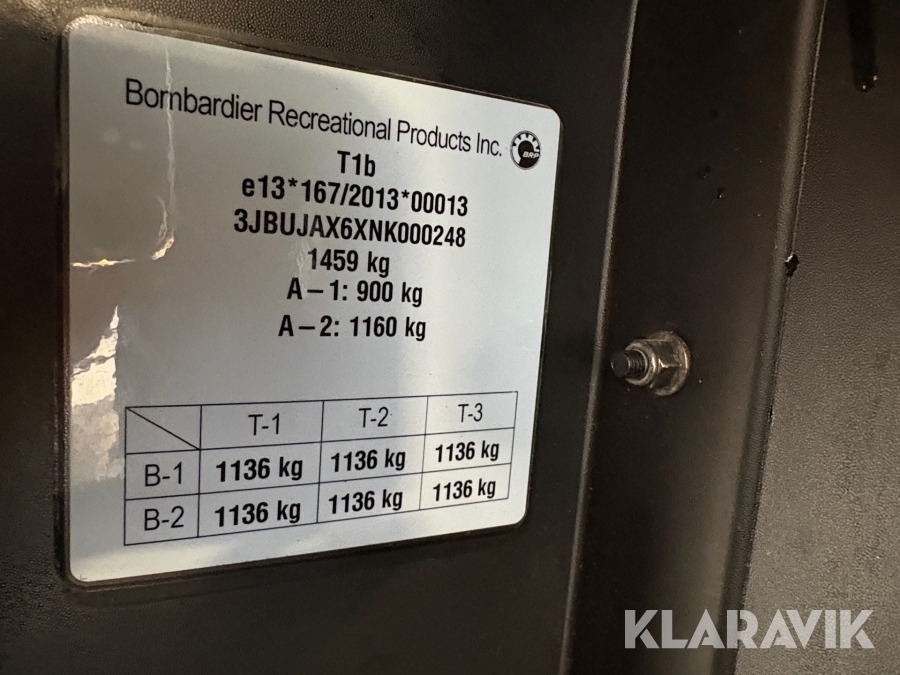 Bombardier Recreational Products Inc.
BRP
T1b
e13*167/2013*00013
3JBUJAX6XNK000248
1459 kg
A-1: 900 kg
A-2: 1160 kg
T-1 T-2 T-3
B-1 1136 kg 1136 kg 1136 kg
B-2 1136 kg 1136 kg 1136 kg
KLARAVIK